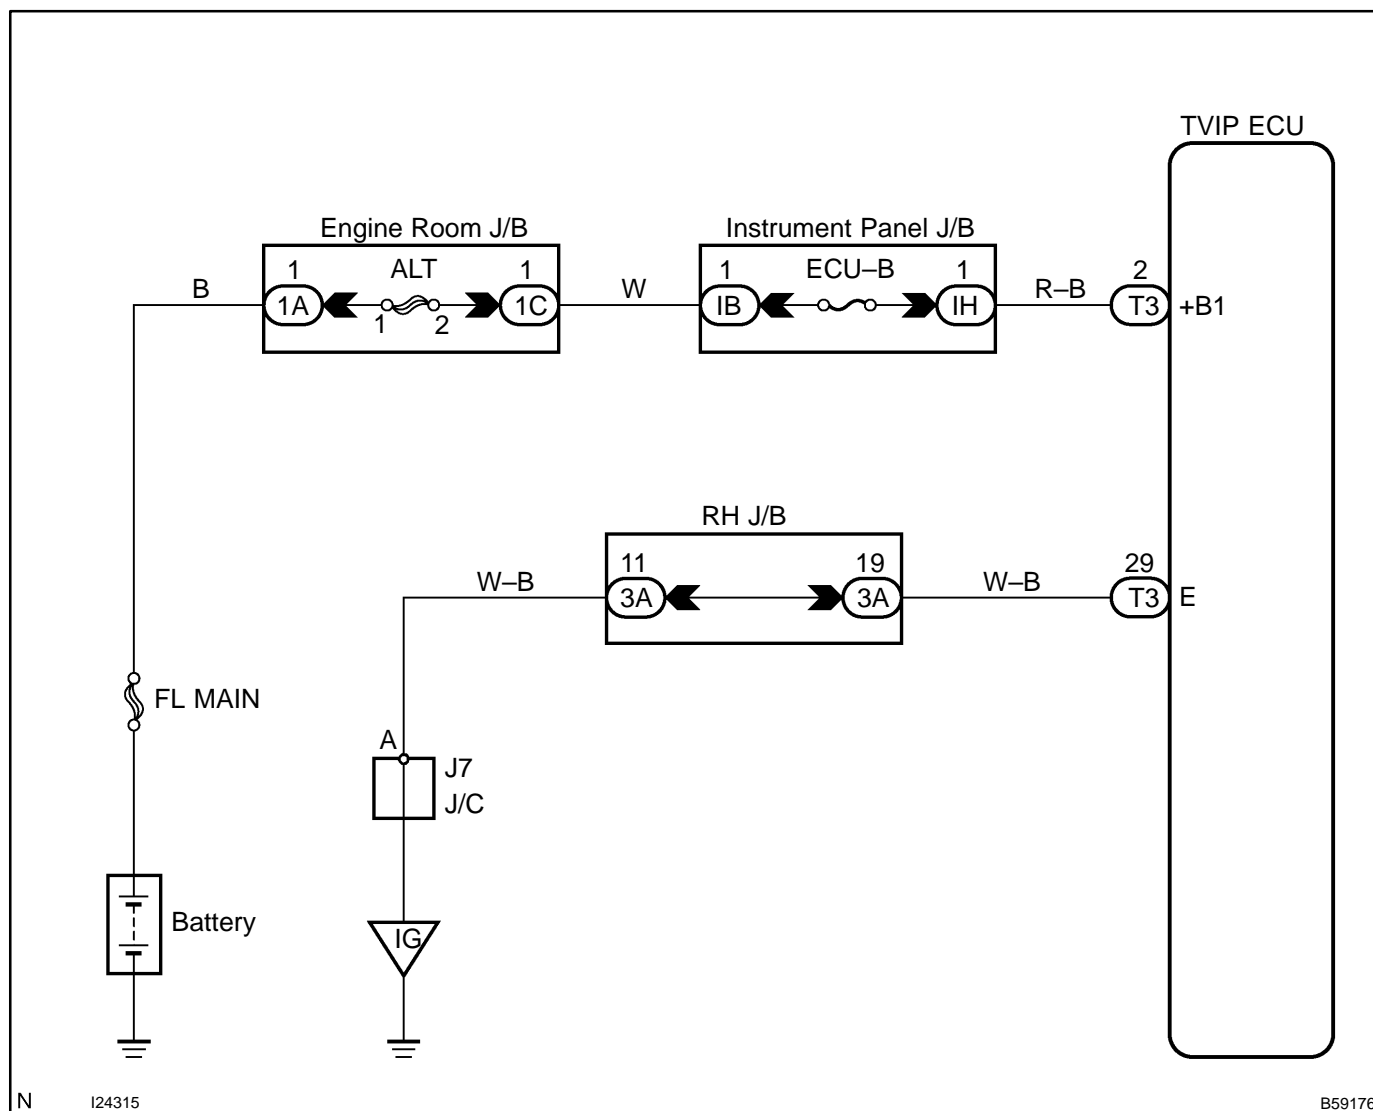 TVIP ECU
Engine Room J/B
Instrument Panel J/B
1 ALT 1
1 ECU–B 1
2
B
1A
1C
W
IB
IH
R–B
T3
+B1
1 2
RH J/B
11
19
29
W–B
3A
3A
W–B
T3
E
FL MAIN
A
J7
J/C
Battery
IG
N
I24315
B59176